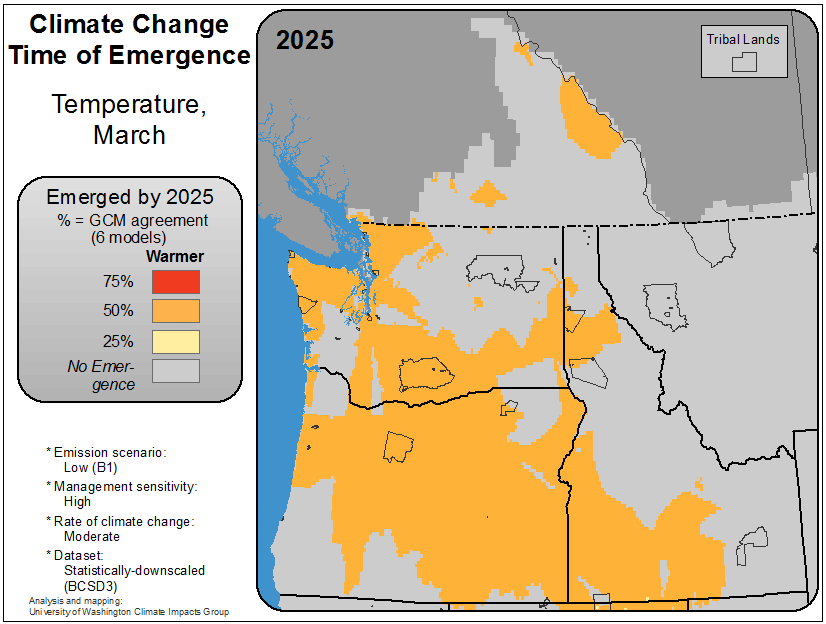 Climate Change
Time of Emergence
Temperature,
March
Emerged by 2025
% = GCM agreement
(6 models)
Warmer
75%
50%
25%
No Emer-
gence
* Emission scenario:
Low (B1)
* Management sensitivity:
High
* Rate of climate change:
Moderate
* Dataset:
Statistically-downscaled
(BCSD3)
Analysis and mapping:
University of Washington Climate Impacts Group
2025
Tribal Lands